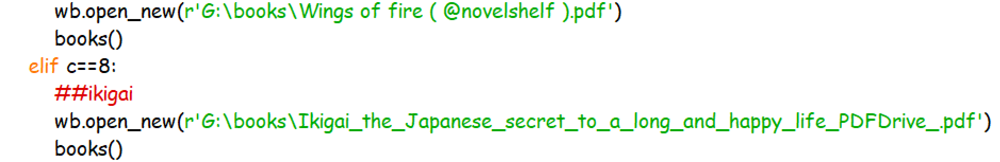 wb.open_new(r'G:\books\Wings of fire ( @novelshelf ).pdf')
books()
elif c==8:
##ikigai
wb.open_new(r'G:\books\Ikigai_the_Japanese_secret_to_a_long_and_happy_life_PDFDrive_.pdf')
books()